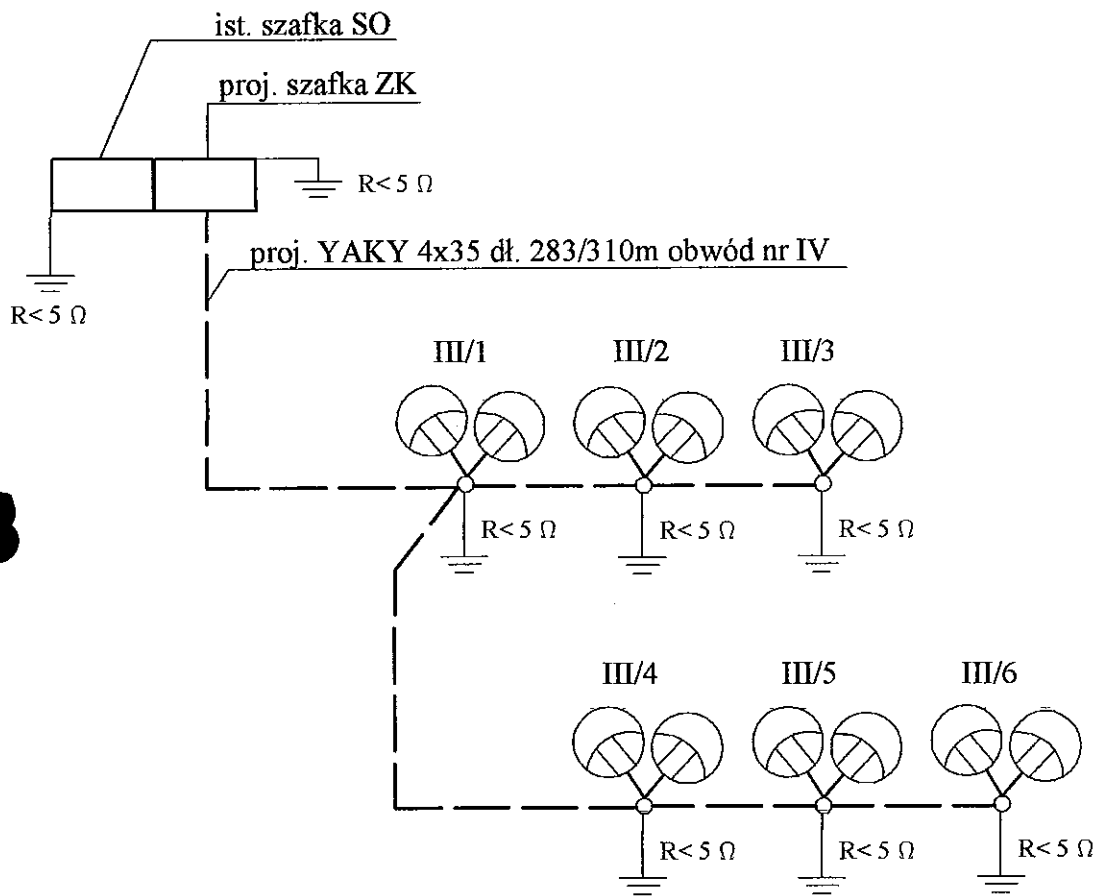 ist. szafka SO
proj. szafka ZK
R< 5 Ω
proj. YAKY 4x35 dł. 283/310m obwód nr IV
R< 5 Ω
III/1 III/2 III/3
R< 5 Ω R< 5 Ω R< 5 Ω
III/4 III/5 III/6
R< 5 Ω R< 5 Ω R< 5 Ω